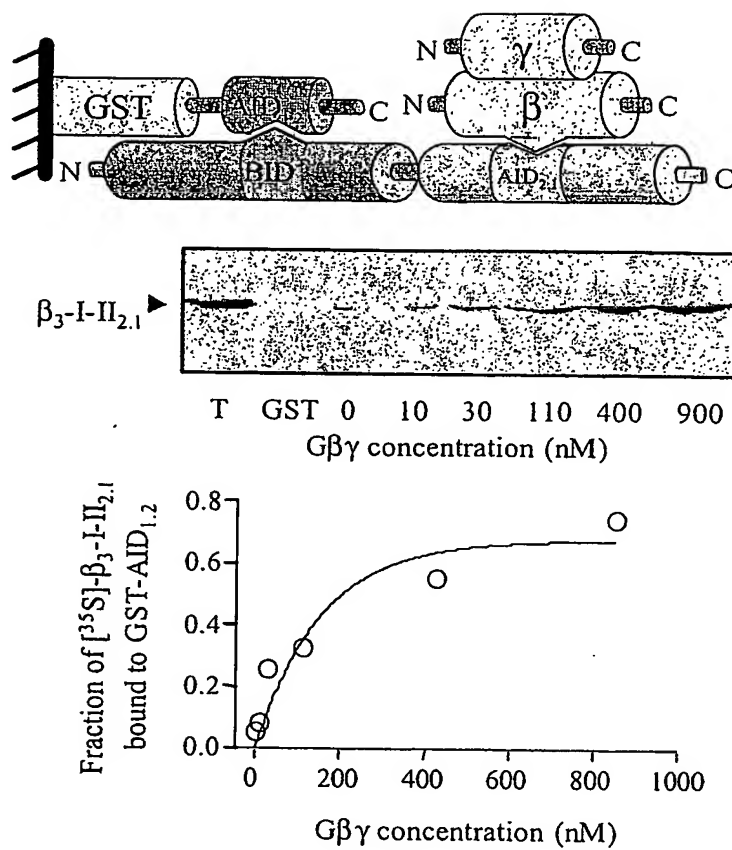 N γ C
GST AID C
N β C
N BID AID2.1 C
β3-I-II2.1
T GST 0 10 30 110 400 900
Gβγ concentration (nM)
Fraction of [35S]-β3-I-II2.1
bound to GST-AID1.2
0.8
0.6
0.4
0.2
0.0
0 200 400 600 800 1000
Gβγ concentration (nM)